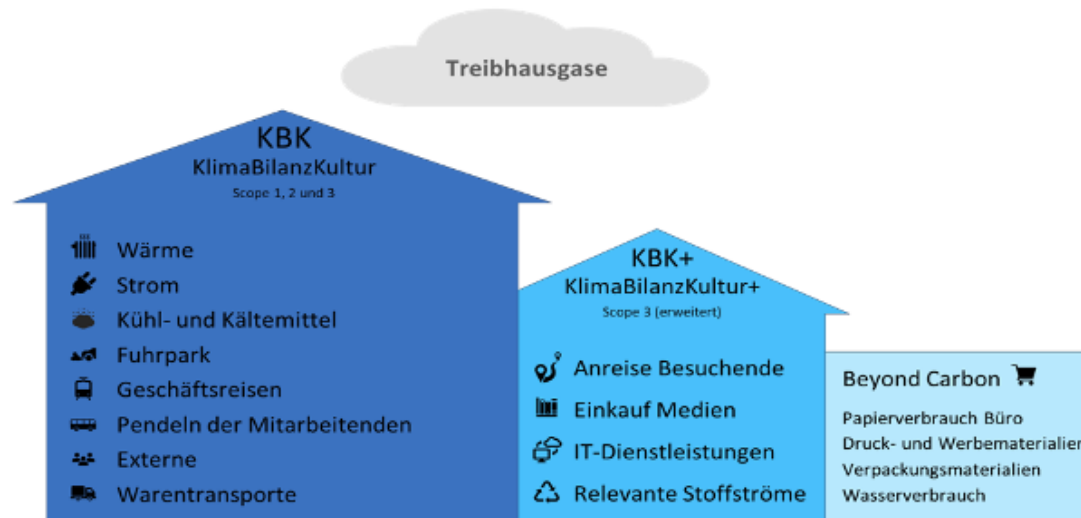 Treibhausgase
KBK
KlimaBilanzKultur
Scope 1, 2 und 3
Wärme
Strom
Kühl- und Kältemittel
Fuhrpark
Geschäftsreisen
Pendeln der Mitarbeitenden
Externe
Warentransporte
KBK+
KlimaBilanzKultur+
Scope 3 (erweitert)
Anreise Besuchende
Einkauf Medien
IT-Dienstleistungen
Relevante Stoffströme
Beyond Carbon
Papierverbrauch Büro
Druck- und Werbematerialien
Verpackungsmaterialien
Wasserverbrauch